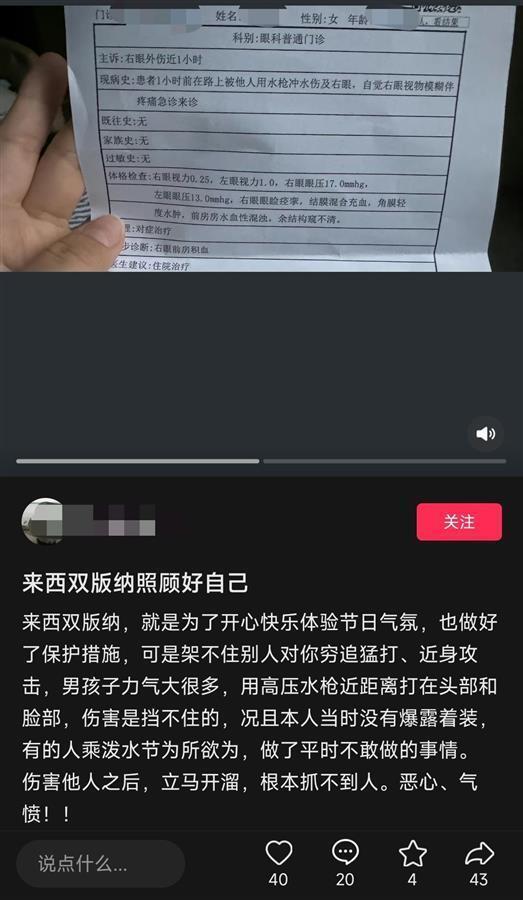 门诊
姓名:
性别:女 年龄
人,看结果
科别:眼科普通门诊
主诉:右眼外伤近1小时
现病史:患者1小时前在路上被他人用水枪冲水伤及右眼,自觉右眼视物模糊伴
疼痛急诊来诊
既往史:无
家族史:无
过敏史:无
体格检查:右眼视力0.25,左眼视力1.0,右眼眼压17.0mmhg,
左眼眼压13.0mmhg,右眼眼睑痉挛,结膜混合充血,角膜轻
度水肿,前房房水血性混浊,余结构窥不清。
理:对症治疗
步诊断:右眼前房积血
医生建议:住院治疗
关注
来西双版纳照顾好自己
来西双版纳，就是为了开心快乐体验节日气氛，也做好
了保护措施，可是架不住别人对你穷追猛打、近身攻
击，男孩子力气大很多，用高压水枪近距离打在头部和
脸部，伤害是挡不住的，况且本人当时没有爆露着装，
有的人乘泼水节为所欲为，做了平时不敢做的事情。
伤害他人之后，立马开溜，根本抓不到人。恶心、气
愤！！
说点什么...
40
20
4
43